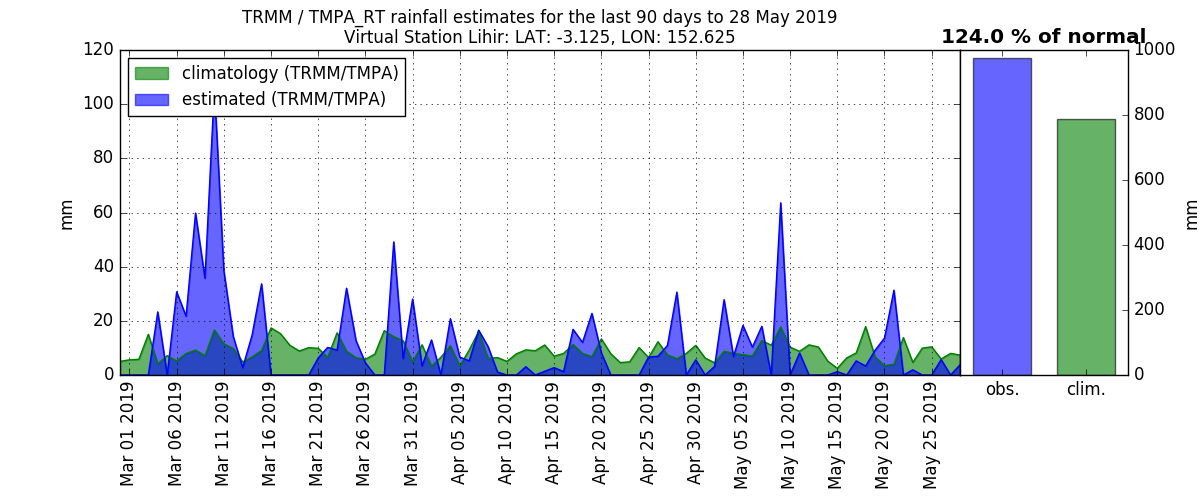 TRMM / TMPA_RT rainfall estimates for the last 90 days to 28 May 2019
Virtual Station Lihir: LAT: -3.125, LON: 152.625
124.0 % of normal
climatology (TRMM/TMPA)
estimated (TRMM/TMPA)
120
100
80
60
40
20
0
mm
Mar 01 2019
Mar 06 2019
Mar 11 2019
Mar 16 2019
Mar 21 2019
Mar 26 2019
Mar 31 2019
Apr 05 2019
Apr 10 2019
Apr 15 2019
Apr 20 2019
Apr 25 2019
Apr 30 2019
May 05 2019
May 10 2019
May 15 2019
May 20 2019
May 25 2019
obs.
clim.
1000
800
600
400
200
0
mm